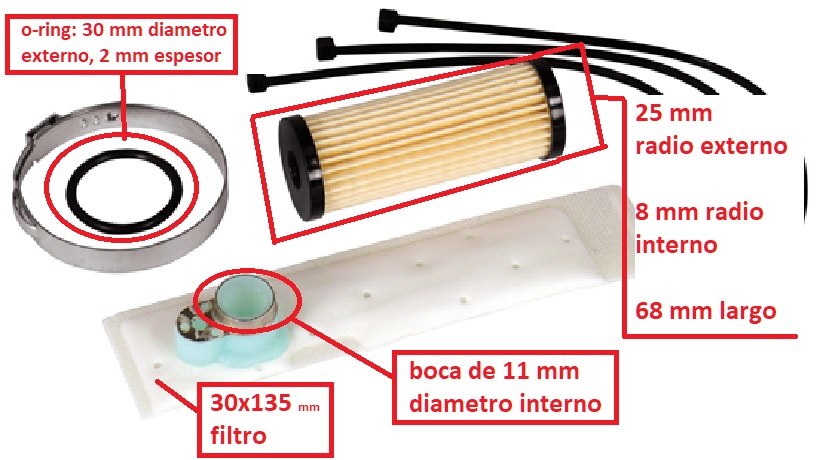 o-ring: 30 mm diametro
externo, 2 mm espesor
25 mm
radio externo
8 mm radio
interno
68 mm largo
boca de 11 mm
diametro interno
30x135 mm
filtro